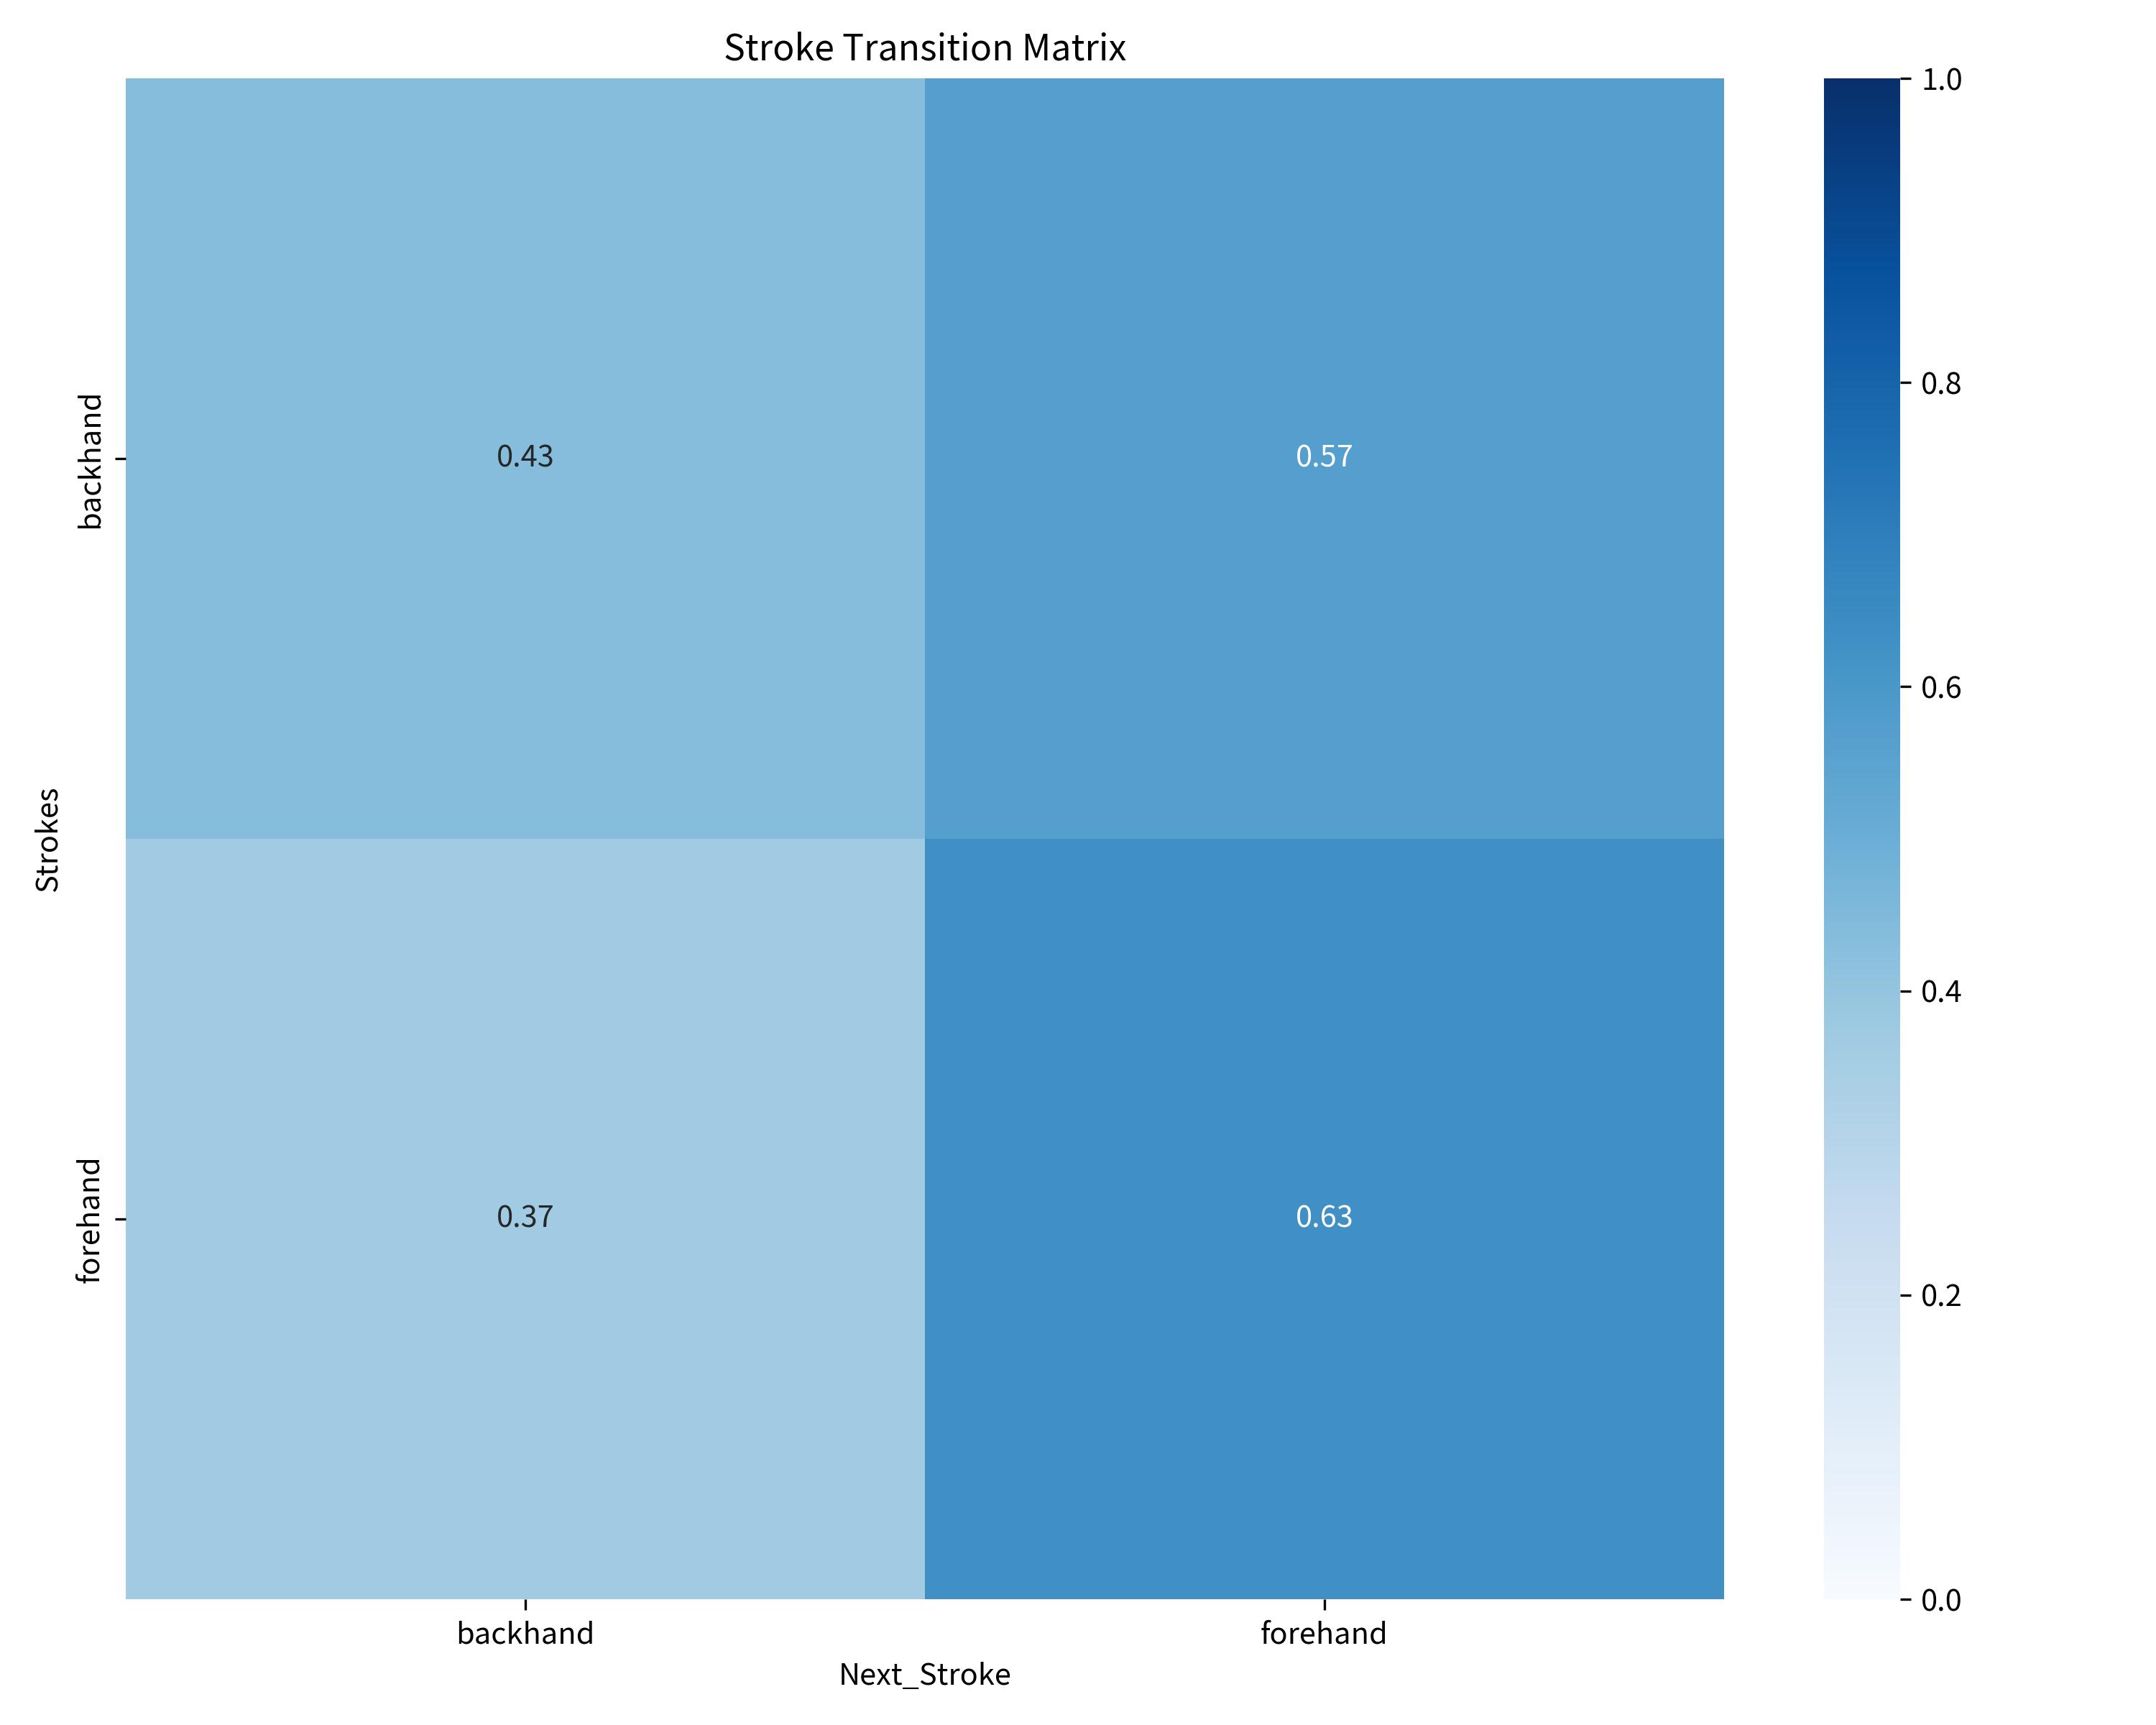 Stroke Transition Matrix
1.0
0.8
backhand
0.43
0.57
0.6
Strokes
0.4
forehand
0.37
0.63
0.2
0.0
backhand
forehand
Next_Stroke